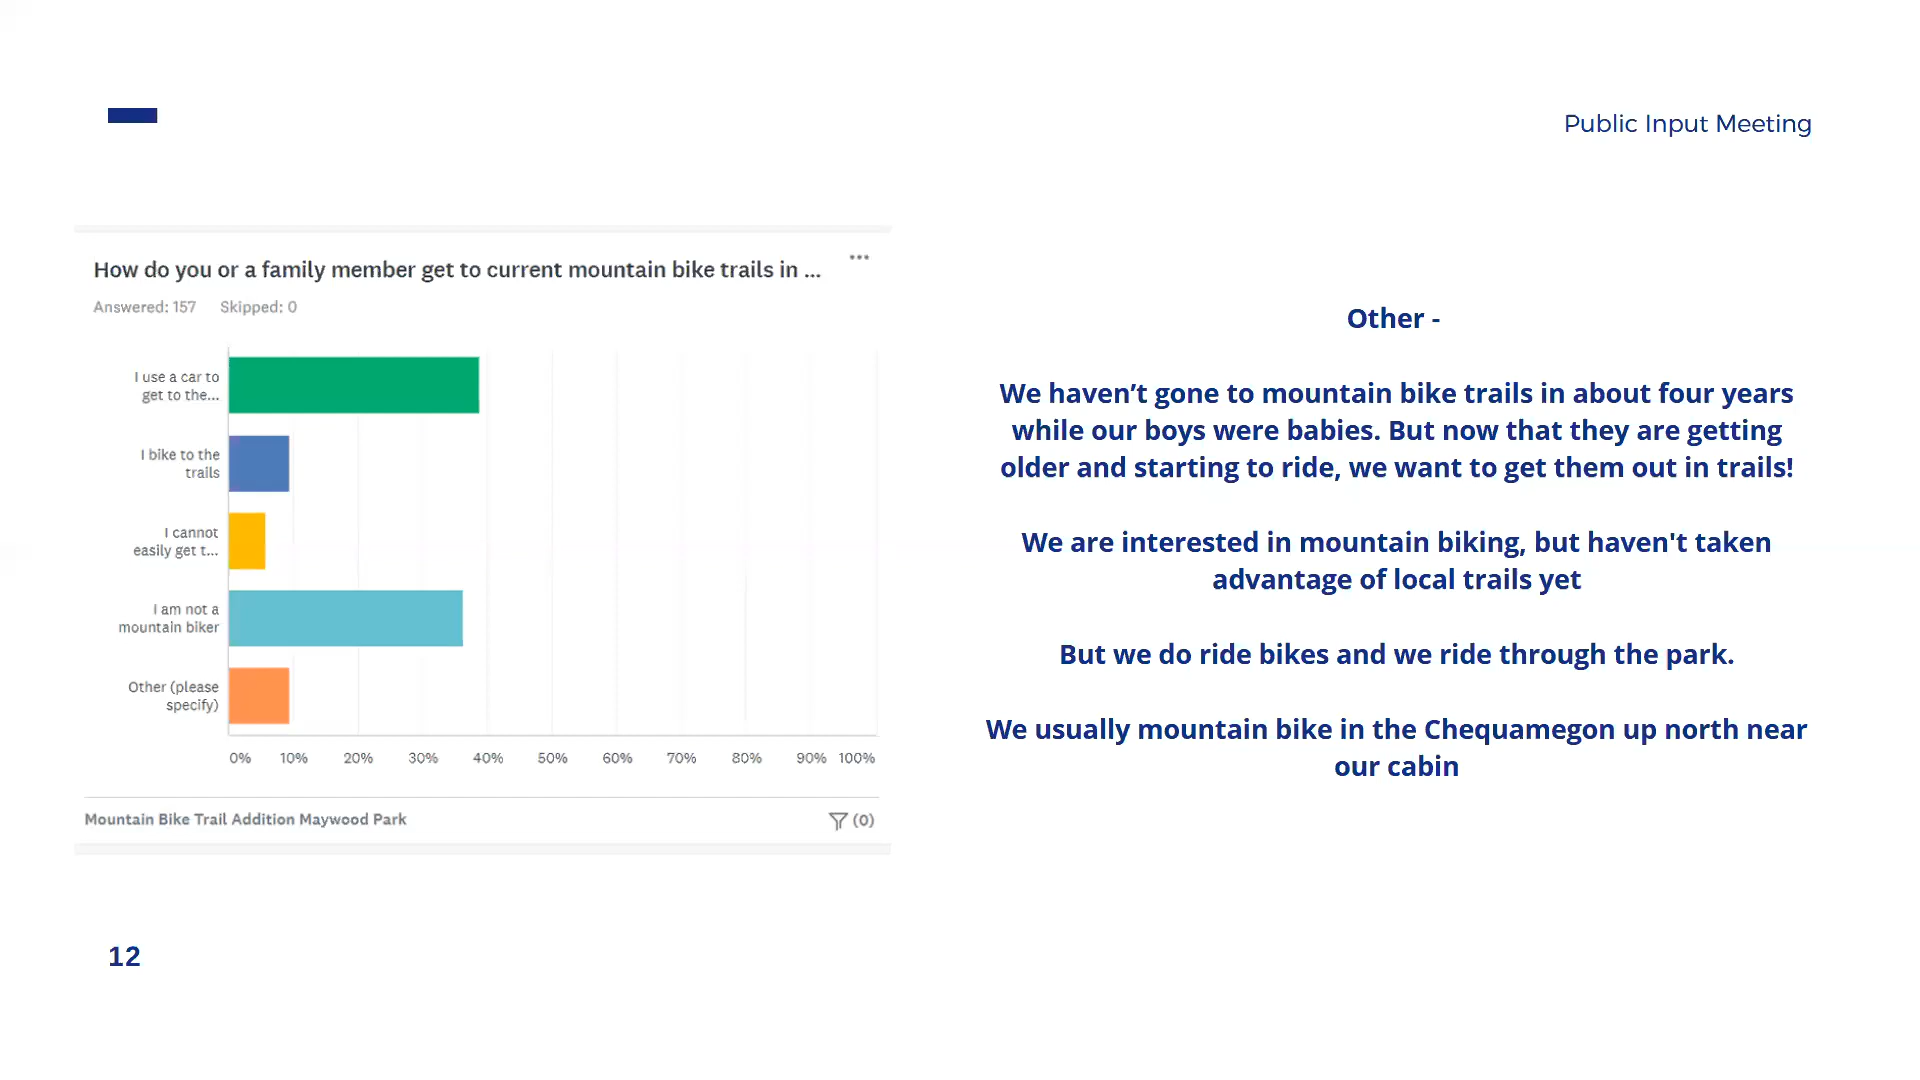 Public Input Meeting
How do you or a family member get to current mountain bike trails in ...
Answered: 157 Skipped: 0
I use a car to
get to the...
I bike to the
trails
I cannot
easily get t...
I am not a
mountain biker
Other (please
specify)
0% 10% 20% 30% 40% 50% 60% 70% 80% 90% 100%
Mountain Bike Trail Addition Maywood Park
(0)
Other -
We haven’t gone to mountain bike trails in about four years
while our boys were babies. But now that they are getting
older and starting to ride, we want to get them out in trails!
We are interested in mountain biking, but haven't taken
advantage of local trails yet
But we do ride bikes and we ride through the park.
We usually mountain bike in the Chequamegon up north near
our cabin
12